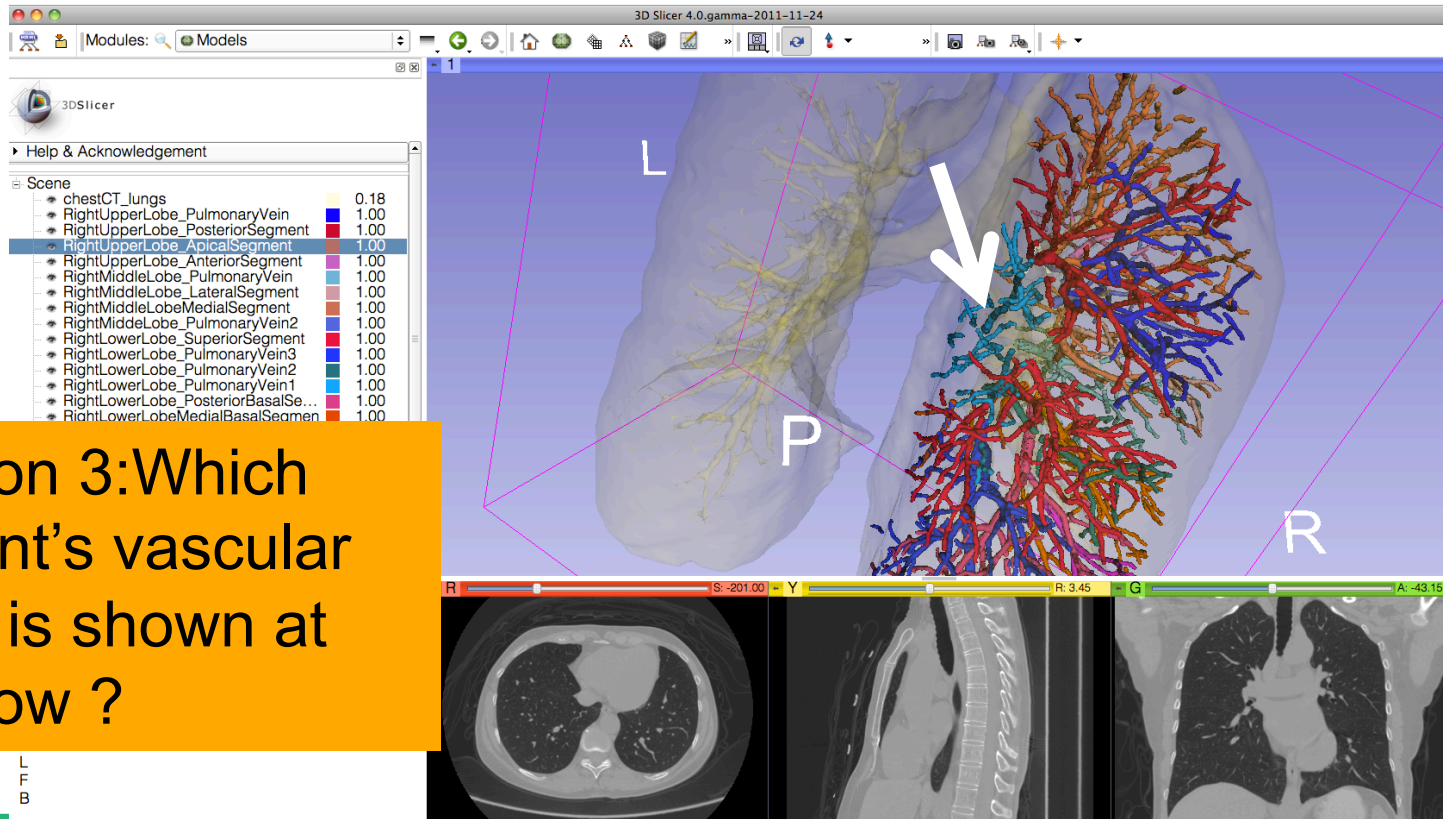 3D Slicer 4.0.gamma-2011-11-24
Modules: Models
1
3DSlicer
Help & Acknowledgement
Scene
chestCT_lungs 0.18
RightUpperLobe_PulmonaryVein 1.00
RightUpperLobe_PosteriorSegment 1.00
RightUpperLobe_ApicalSegment 1.00
RightUpperLobe_AnteriorSegment 1.00
RightMiddleLobe_PulmonaryVein 1.00
RightMiddleLobe_LateralSegment 1.00
RightMiddleLobeMedialSegment 1.00
RightMiddeLobe_PulmonaryVein2 1.00
RightLowerLobe_SuperiorSegment 1.00
RightLowerLobe_PulmonaryVein3 1.00
RightLowerLobe_PulmonaryVein2 1.00
RightLowerLobe_PulmonaryVein1 1.00
RightLowerLobe_PosteriorBasalSe... 1.00
RightLowerLobeMedialBasalSegmen 1.00
L
P
R
on 3:Which
nt's vascular
is shown at
ow ?
R S: -201.00 Y R: 3.45 G A: -43.15
L
F
B